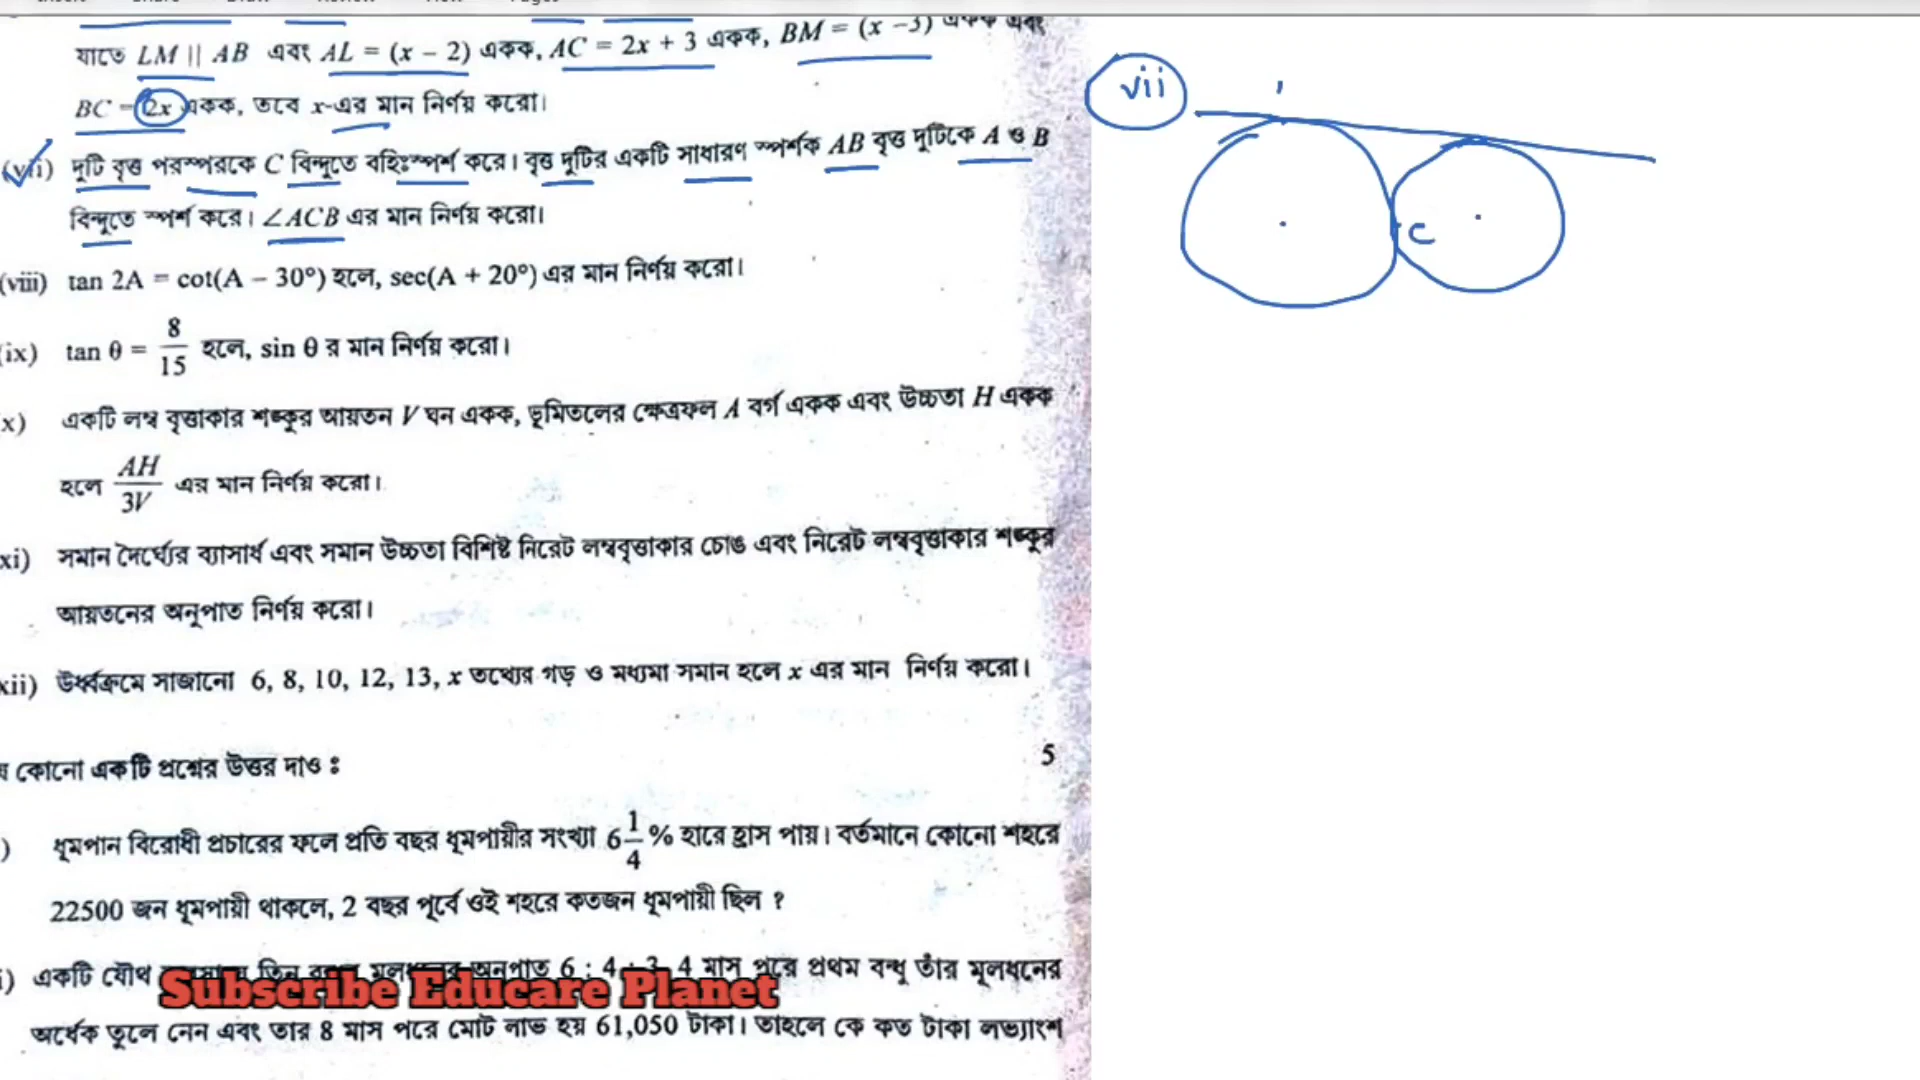 যাতে LM || AB এবং AL = (x – 2) একক, AC = 2x + 3 একক, BM = (x – 3) একক এবং
BC = 2x একক, তবে x-এর মান নির্ণয় করো।
(vii) দুটি বৃত্ত পরস্পরকে C বিন্দুতে বহিঃস্পর্শ করে। বৃত্ত দুটির একটি সাধারণ স্পর্শক AB বৃত্ত দুটিকে A ও B
বিন্দুতে স্পর্শ করে। ∠ACB এর মান নির্ণয় করো।
(viii) tan 2A = cot(A – 30°) হলে, sec(A + 20°) এর মান নির্ণয় করো।
ix) tan θ = 8/15 হলে, sin θ র মান নির্ণয় করো।
x) একটি লম্ব বৃত্তাকার শঙ্কুর আয়তন V ঘন একক, ভূমিতলের ক্ষেত্রফল A বর্গ একক এবং উচ্চতা H একক
হলে AH/3V এর মান নির্ণয় করো।
xi) সমান দৈর্ঘ্যের ব্যাসার্ধ এবং সমান উচ্চতা বিশিষ্ট নিরেট লম্ববৃত্তাকার চোঙ এবং নিরেট লম্ববৃত্তাকার শঙ্কুর
আয়তনের অনুপাত নির্ণয় করো।
xii) উর্ধ্বক্রমে সাজানো 6, 8, 10, 12, 13, x তথ্যের গড় ও মধ্যমা সমান হলে x এর মান নির্ণয় করো।
কোনো একটি প্রশ্নের উত্তর দাও ঃ 5
) ধূমপান বিরোধী প্রচারের ফলে প্রতি বছর ধূমপায়ীর সংখ্যা 6 1/4 % হারে হ্রাস পায়। বর্তমানে কোনো শহরে
22500 জন ধূমপায়ী থাকলে, 2 বছর পূর্বে ওই শহরে কতজন ধূমপায়ী ছিল ?
i) একটি যৌথ তিন মূলধনের অনুপাত 6 : 4 : 3, 4 মাস পরে প্রথম বন্ধু তাঁর মূলধনের
Subscribe Educare Planet
অর্ধেক তুলে নেন এবং তার 8 মাস পরে মোট লাভ হয় 61,050 টাকা। তাহলে কে কত টাকা লভ্যাংশ
vii
C